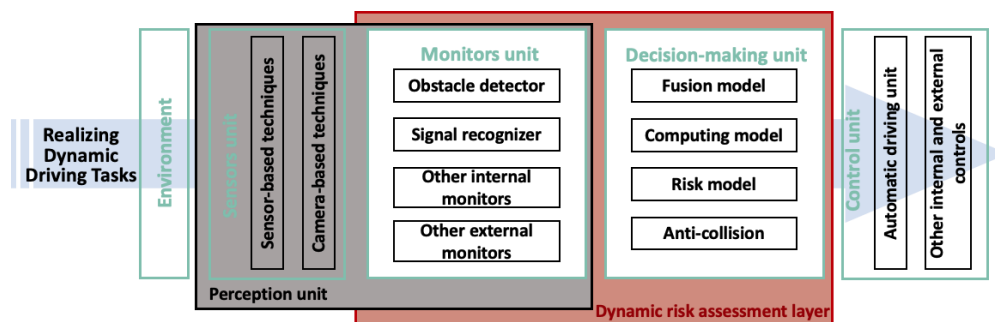 Realizing
Dynamic
Driving Tasks
Environment
Sensors unit
Sensor-based techniques
Camera-based techniques
Perception unit
Monitors unit
Obstacle detector
Signal recognizer
Other internal
monitors
Other external
monitors
Decision-making unit
Fusion model
Computing model
Risk model
Anti-collision
Dynamic risk assessment layer
Control unit
Automatic driving unit
Other internal and external
controls